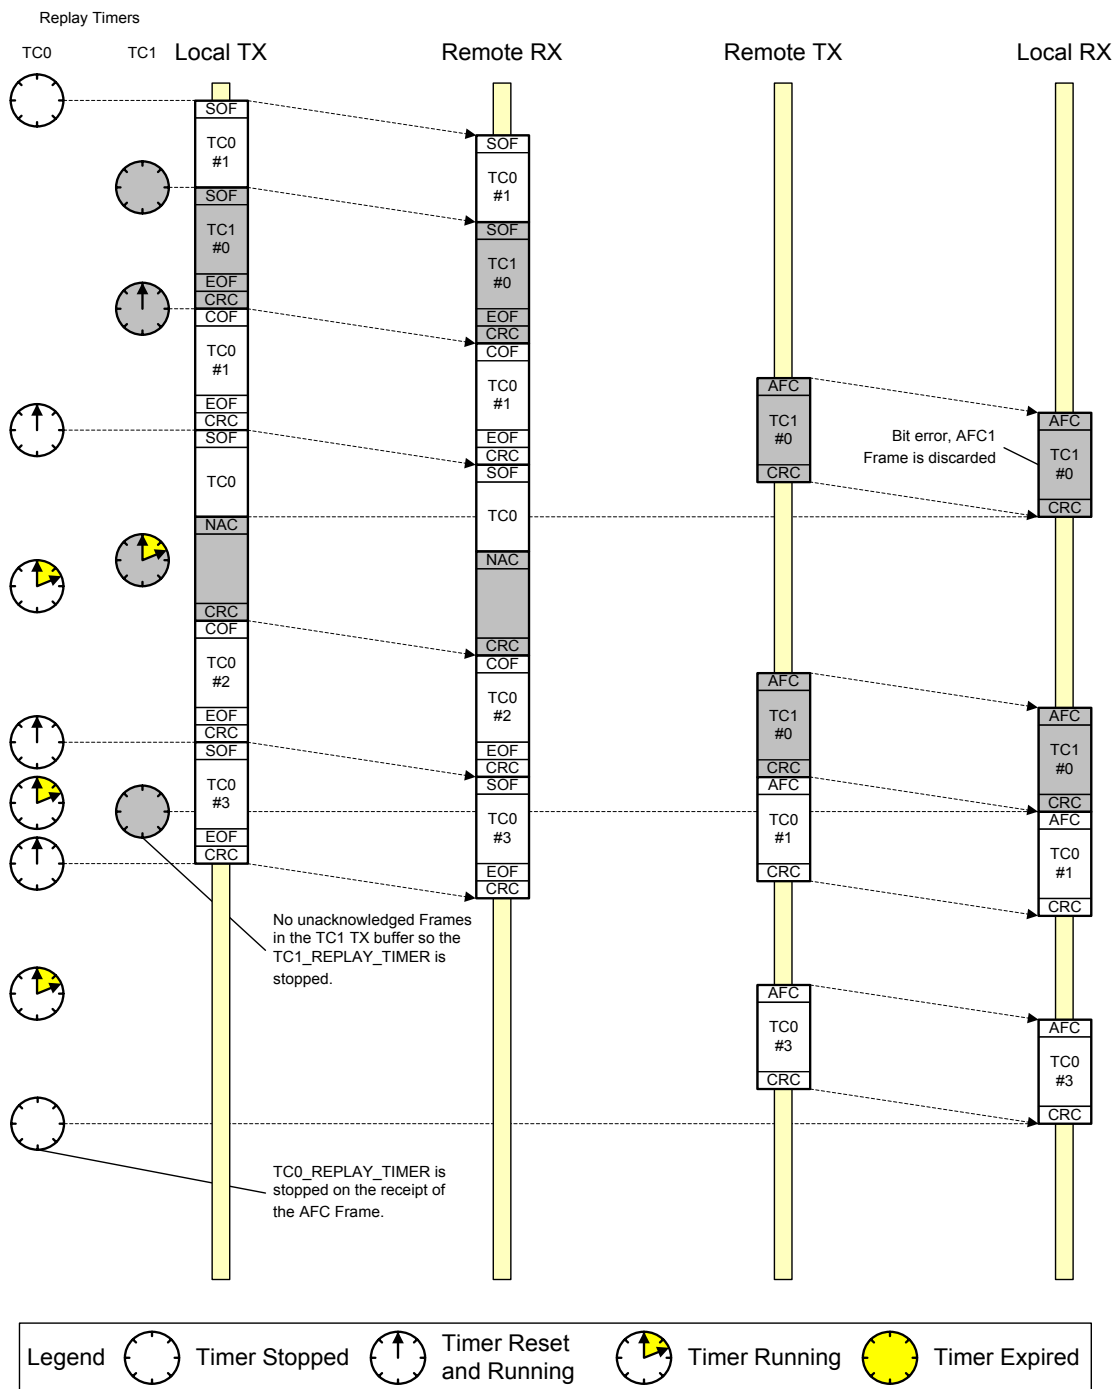 Replay Timers
TC0
TC1
Local TX
Remote RX
Remote TX
Local RX
SOF
TC0
#1
SOF
TC1
#0
EOF
CRC
COF
TC0
#1
EOF
CRC
SOF
TC0
NAC
CRC
COF
TC0
#2
EOF
CRC
SOF
TC0
#3
EOF
CRC
SOF
TC0
#1
SOF
TC1
#0
EOF
CRC
COF
TC0
#1
EOF
CRC
SOF
TC0
NAC
CRC
COF
TC0
#2
EOF
CRC
SOF
TC0
#3
EOF
CRC
AFC
TC1
#0
CRC
AFC
TC1
#0
CRC
AFC
TC0
#1
CRC
AFC
TC0
#3
CRC
Bit error, AFC1
Frame is discarded
AFC
TC1
#0
CRC
AFC
TC1
#0
CRC
AFC
TC0
#1
CRC
AFC
TC0
#3
CRC
No unacknowledged Frames
in the TC1 TX buffer so the
TC1_REPLAY_TIMER is
stopped.
TC0_REPLAY_TIMER is
stopped on the receipt of
the AFC Frame.
Legend
Timer Stopped
Timer Reset
and Running
Timer Running
Timer Expired